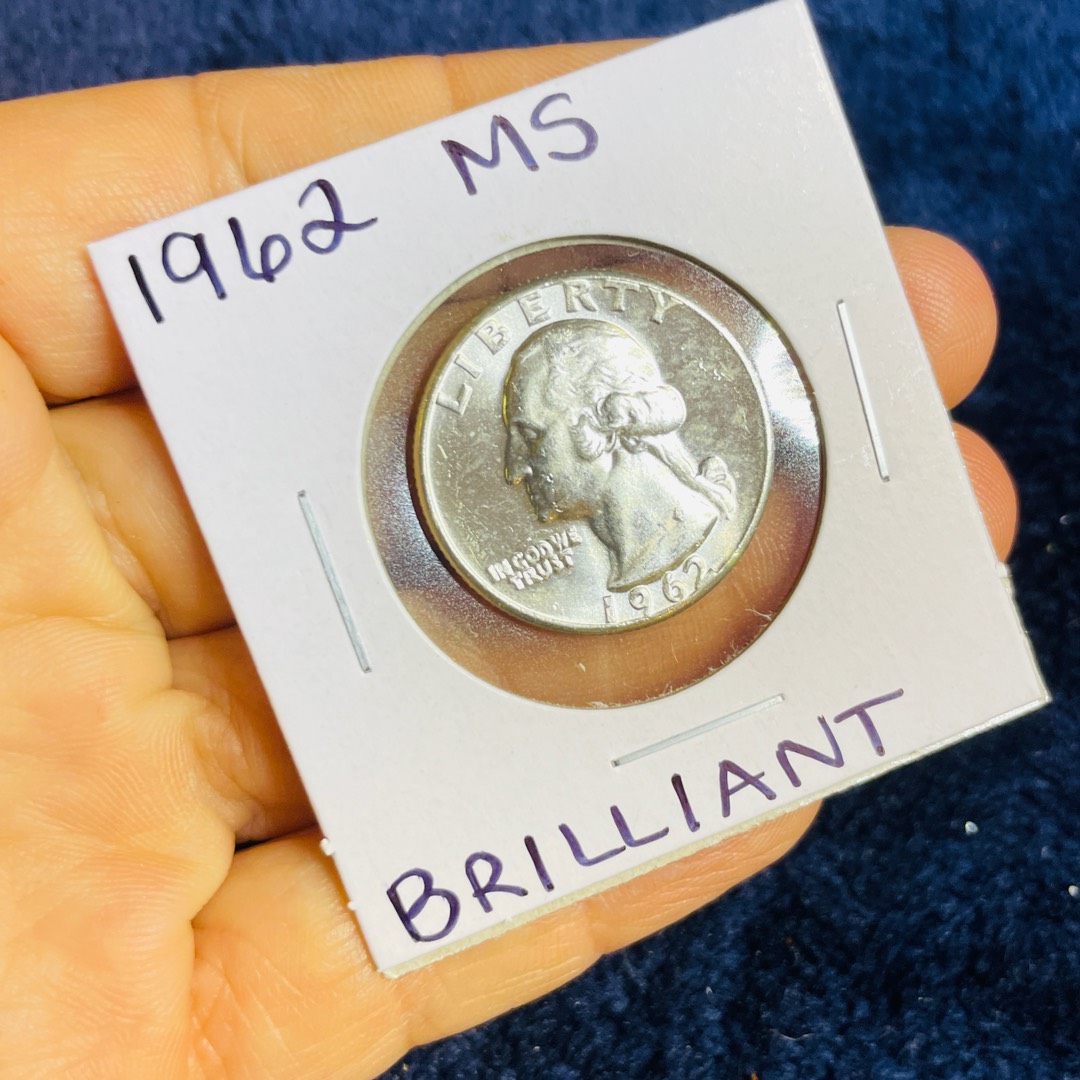 1962 MS
LIBERTY
IN GOD WE
TRUST
1962
BRILLIANT